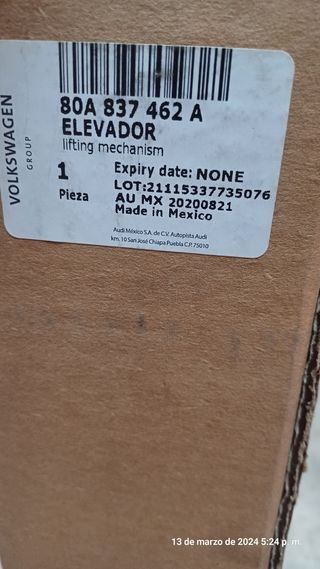 VOLKSWAGEN
GROUP
80A 837 462 A
ELEVADOR
lifting mechanism
1 Expiry date: NONE
LOT:21115337735076
Pieza AU MX 20200821
Made in Mexico
Audi México S.A. de C.V. Autopista Audi
km. 10 San José Chiapa Puebla C.P. 75010
13 de marzo de 2024 5:24 p. m.